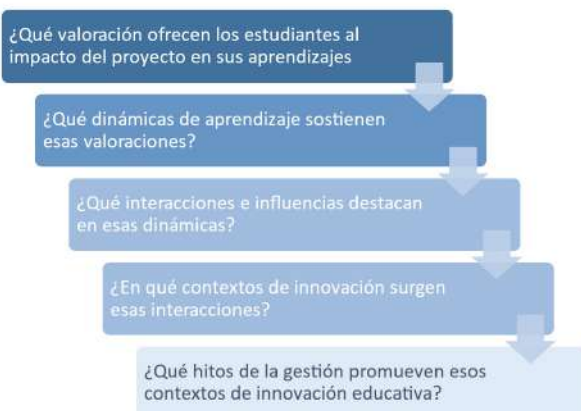 ¿Qué valoración ofrecen los estudiantes al
impacto del proyecto en sus aprendizajes
¿Qué dinámicas de aprendizaje sostienen
esas valoraciones?
¿Qué interacciones e influencias destacan
en esas dinámicas?
¿En qué contextos de innovación surgen
esas interacciones?
¿Qué hitos de la gestión promueven esos
contextos de innovación educativa?